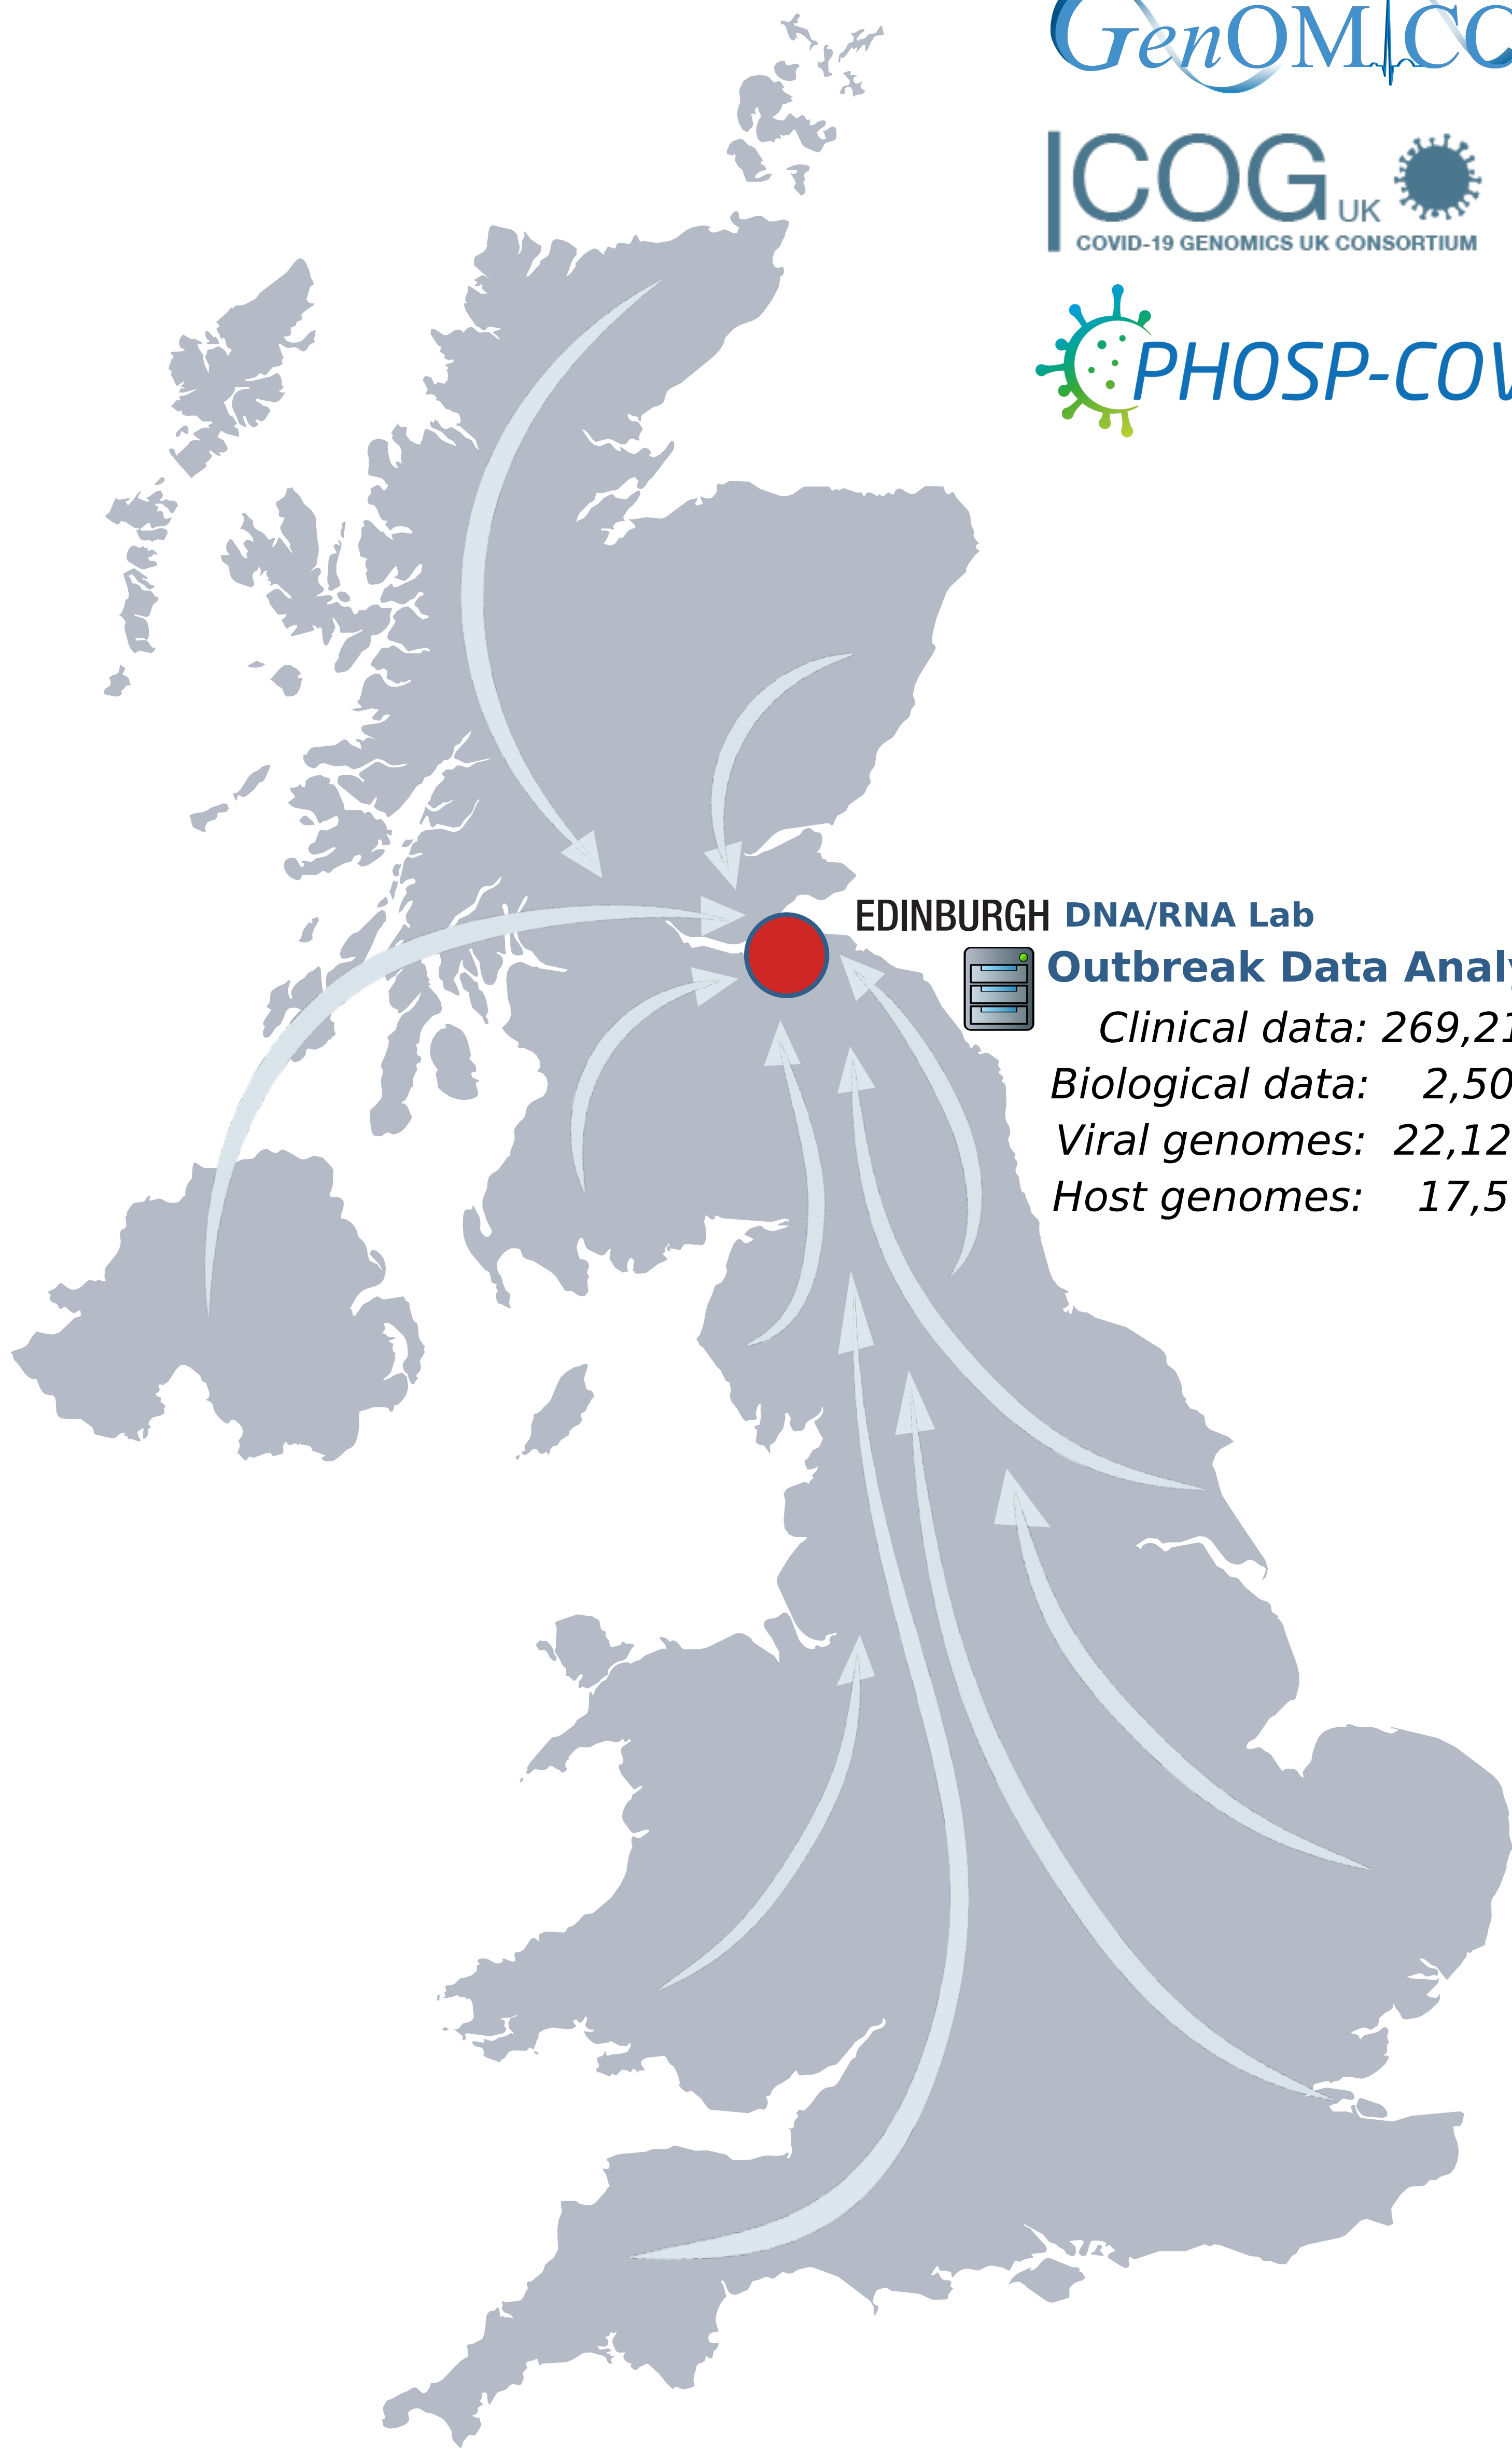 GenOMICC
COG UK
COVID-19 GENOMICS UK CONSORTIUM
PHOSP-COV
EDINBURGH DNA/RNA Lab
Outbreak Data Analy
Clinical data: 269,21
Biological data: 2,50
Viral genomes: 22,12
Host genomes: 17,5